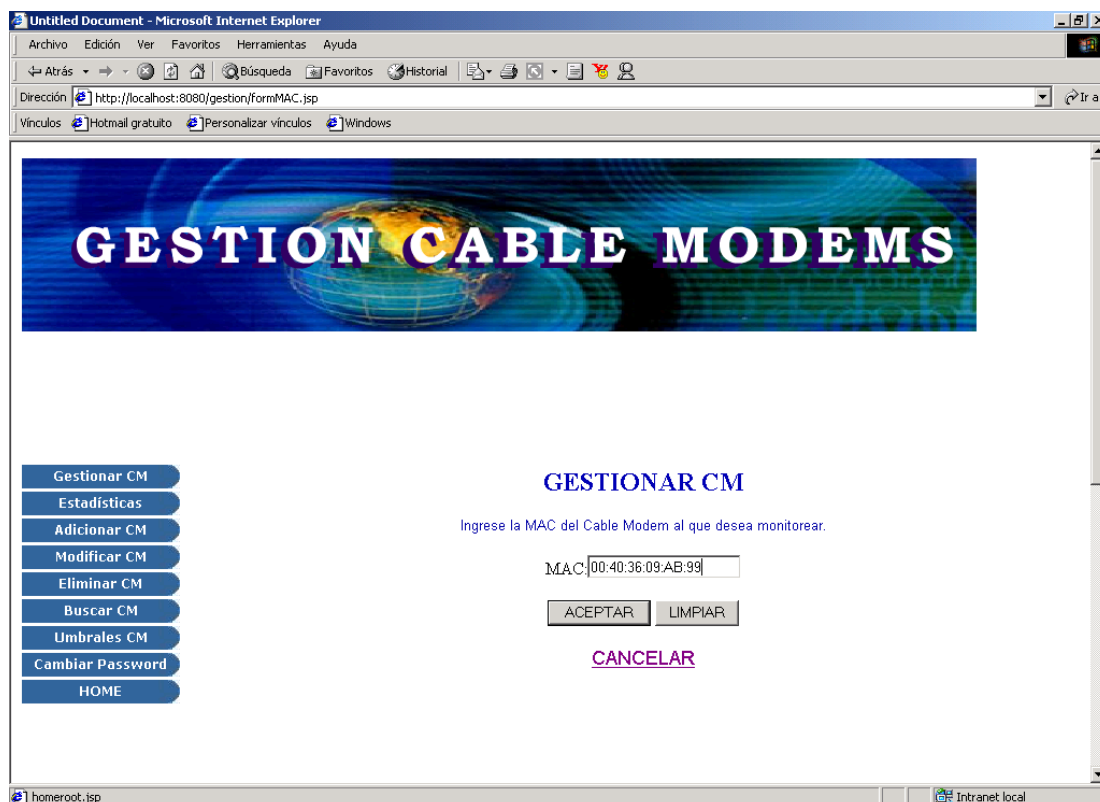 Untitled Document - Microsoft Internet Explorer
Archivo Edición Ver Favoritos Herramientas Ayuda
Atrás Búsqueda Favoritos Historial
Dirección http://localhost:8080/gestion/formMAC.jsp Ir a
Vínculos Hotmail gratuito Personalizar vínculos Windows
GESTION CABLE MODEMS
Gestionar CM
Estadísticas
Adicionar CM
Modificar CM
Eliminar CM
Buscar CM
Umbrales CM
Cambiar Password
HOME
GESTIONAR CM
Ingrese la MAC del Cable Modem al que desea monitorear.
MAC: 00:40:36:09:AB:99
ACEPTAR LIMPIAR
CANCELAR
homeroot.jsp Intranet local